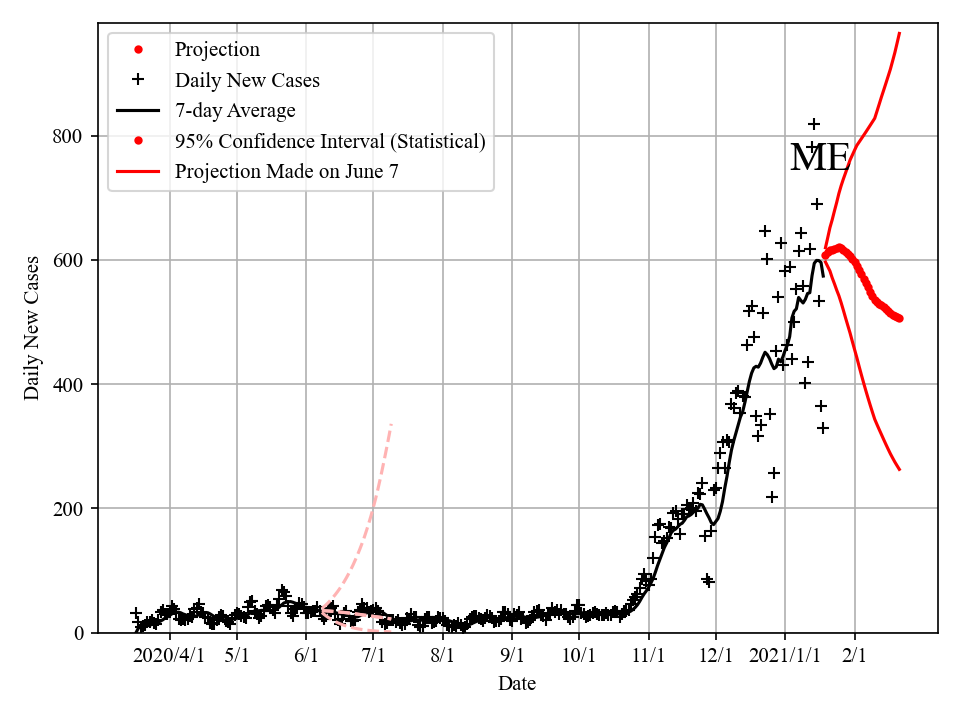 Projection
Daily New Cases
7-day Average
95% Confidence Interval (Statistical)
Projection Made on June 7
ME
Daily New Cases
800
600
400
200
0
2020/4/1 5/1 6/1 7/1 8/1 9/1 10/1 11/1 12/1 2021/1/1 2/1
Date